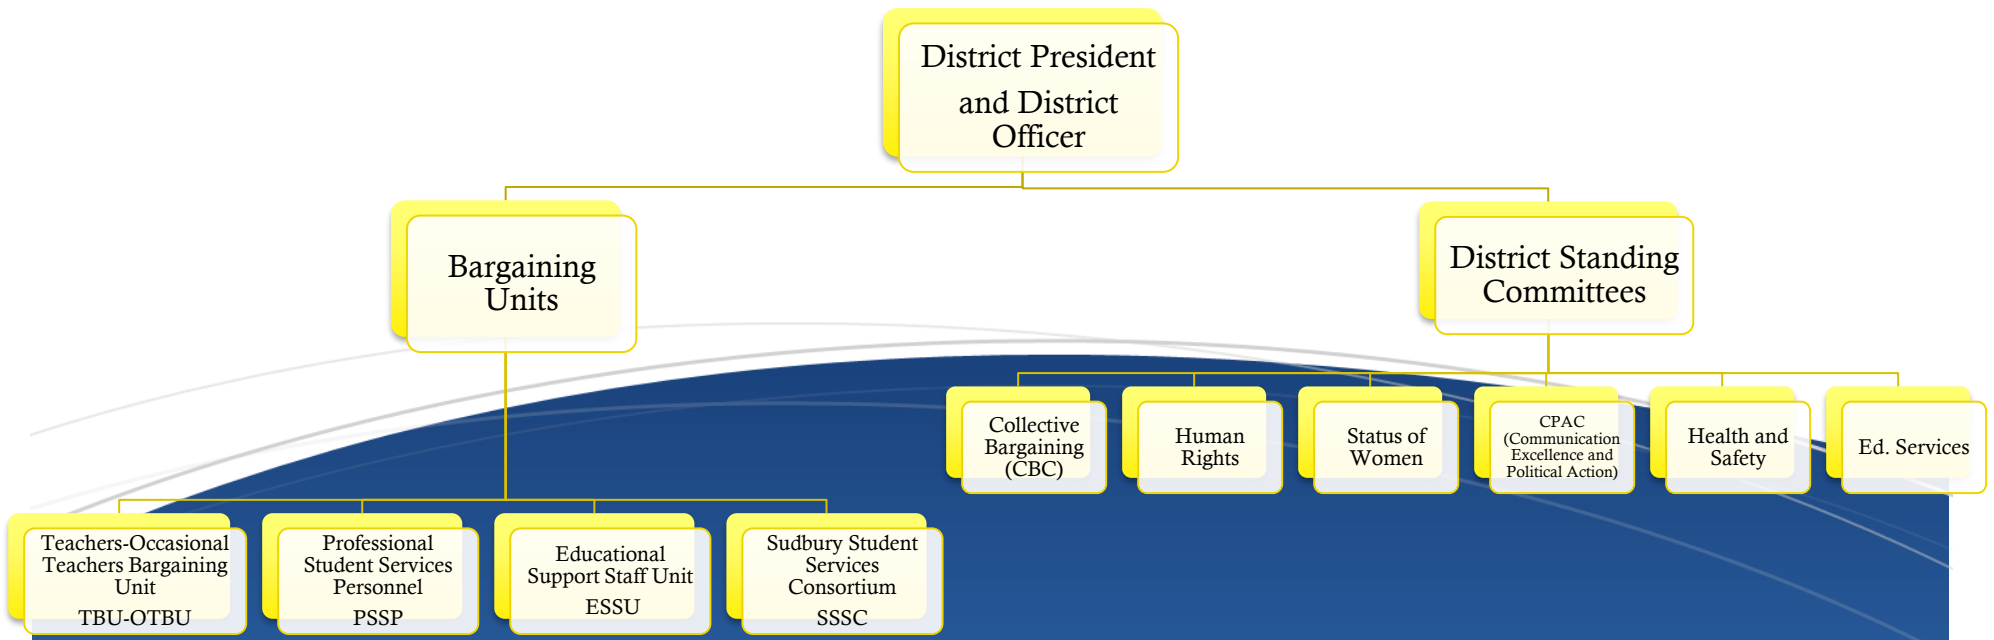 District President
and District
Officer
Bargaining
Units
District Standing
Committees
Collective
Bargaining
(CBC)
Human
Rights
Status of
Women
CPAC
(Communication
Excellence and
Political Action)
Health and
Safety
Ed. Services
Teachers-Occasional
Teachers Bargaining
Unit
TBU-OTBU
Professional
Student Services
Personnel
PSSP
Educational
Support Staff Unit
ESSU
Sudbury Student
Services
Consortium
SSSC